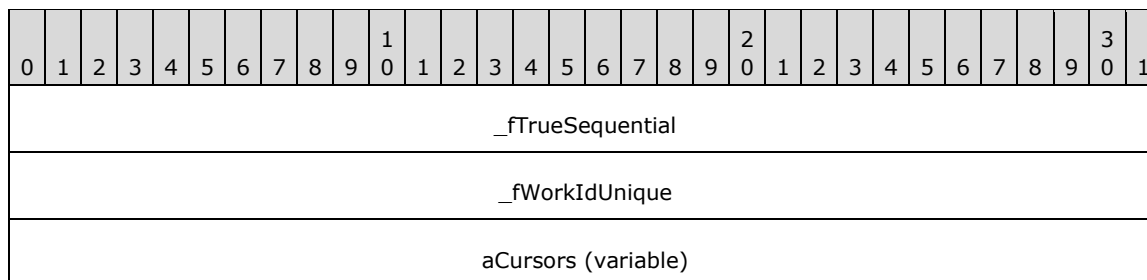 1 2 3
0 1 2 3 4 5 6 7 8 9 0 1 2 3 4 5 6 7 8 9 0 1 2 3 4 5 6 7 8 9 0 1
_fTrueSequential
_fWorkIdUnique
aCursors (variable)